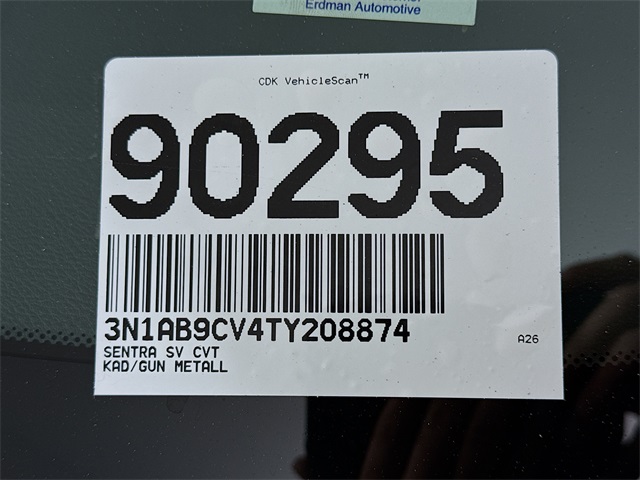 Erdman Automotive
CDK VehicleScan™
90295
3N1AB9CV4TY208874
SENTRA SV CVT
A26
KAD/GUN METALL